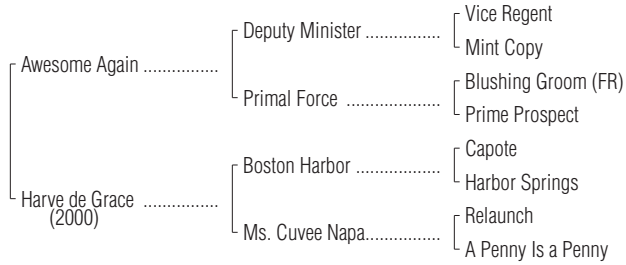 Vice Regent
Deputy Minister ..................
Mint Copy
Awesome Again ...............
Blushing Groom (FR)
Primal Force ......................
Prime Prospect
Capote
Boston Harbor ....................
Harbor Springs
Harve de Grace ...............
(2000)
Relaunch
Ms. Cuvee Napa...............
A Penny Is a Penny